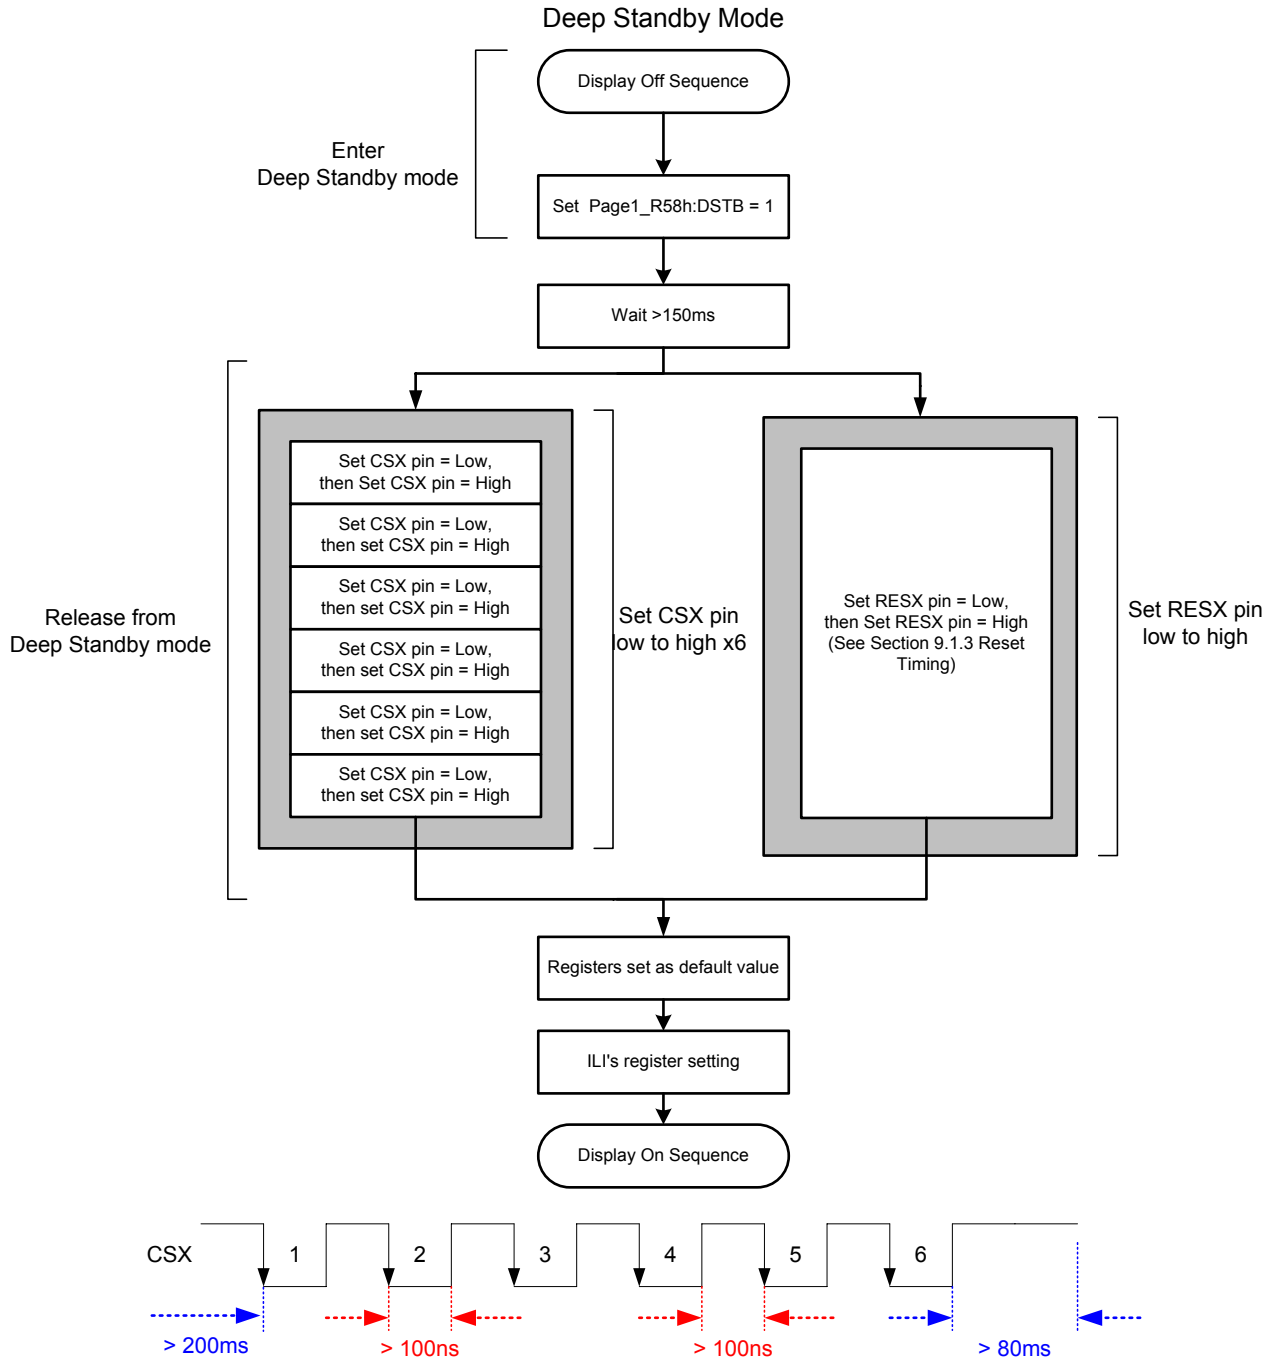 Deep Standby Mode
Display Off Sequence
Enter
Deep Standby mode
Set Page1_R58h:DSTB = 1
Wait >150ms
Set CSX pin = Low,
then Set CSX pin = High
Set CSX pin = Low,
then set CSX pin = High
Set CSX pin = Low,
then set CSX pin = High
Set CSX pin = Low,
then set CSX pin = High
Set CSX pin = Low,
then set CSX pin = High
Set CSX pin = Low,
then set CSX pin = High
Release from
Deep Standby mode
Set CSX pin
low to high x6
Set RESX pin = Low,
then Set RESX pin = High
(See Section 9.1.3 Reset
Timing)
Set RESX pin
low to high
Registers set as default value
ILI's register setting
Display On Sequence
CSX
1
2
3
4
5
6
> 200ms
> 100ns
> 100ns
> 80ms